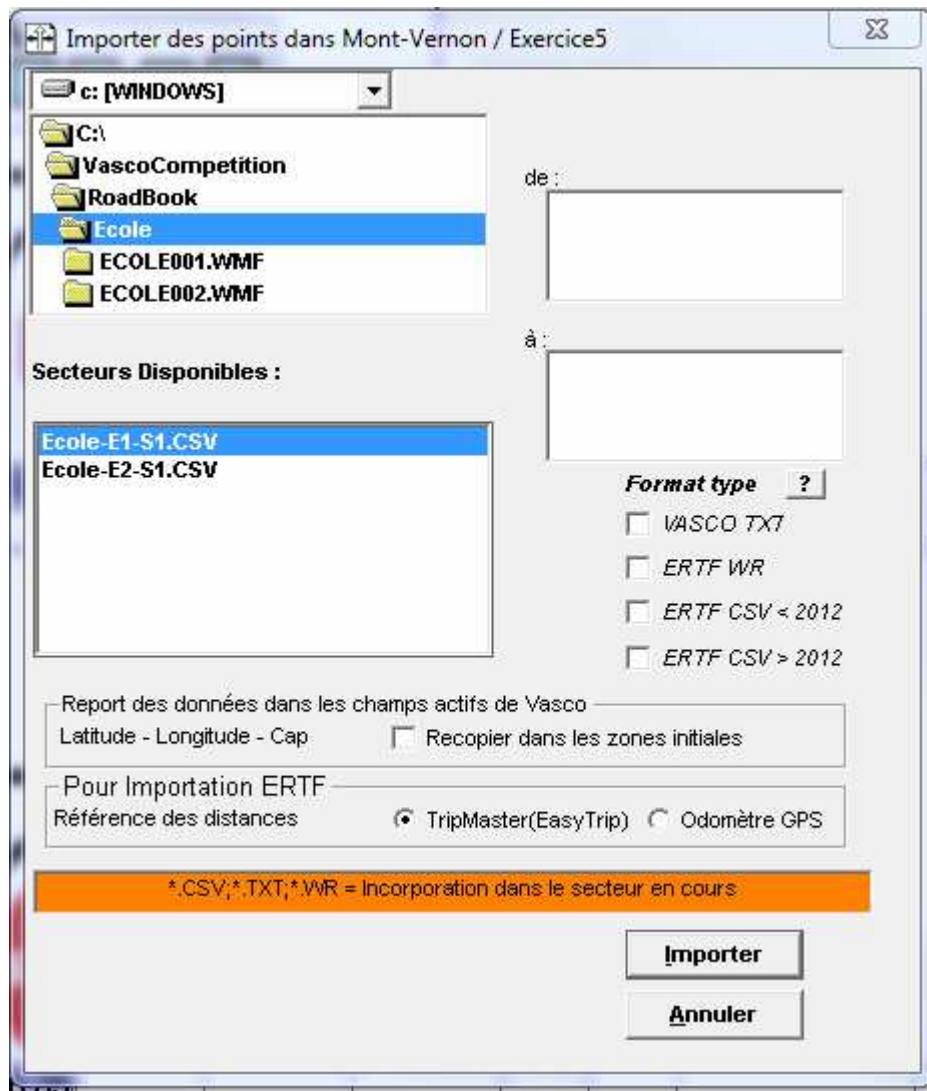 Importer des points dans Mont-Vernon / Exercice5
c: [WINDOWS]
C:\
VascoCompetition
RoadBook
Ecole
ECOLE001.WMF
ECOLE002.WMF
de :
à :
Secteurs Disponibles :
Ecole-E1-S1.CSV
Ecole-E2-S1.CSV
Format type ?
VASCO TX7
ERTF WR
ERTF CSV < 2012
ERTF CSV > 2012
Report des données dans les champs actifs de Vasco
Latitude - Longitude - Cap Recopier dans les zones initiales
Pour Importation ERTF
Référence des distances TripMaster(EasyTrip) Odomètre GPS
*.CSV;*.TXT;*.WR = Incorporation dans le secteur en cours
Importer
Annuler